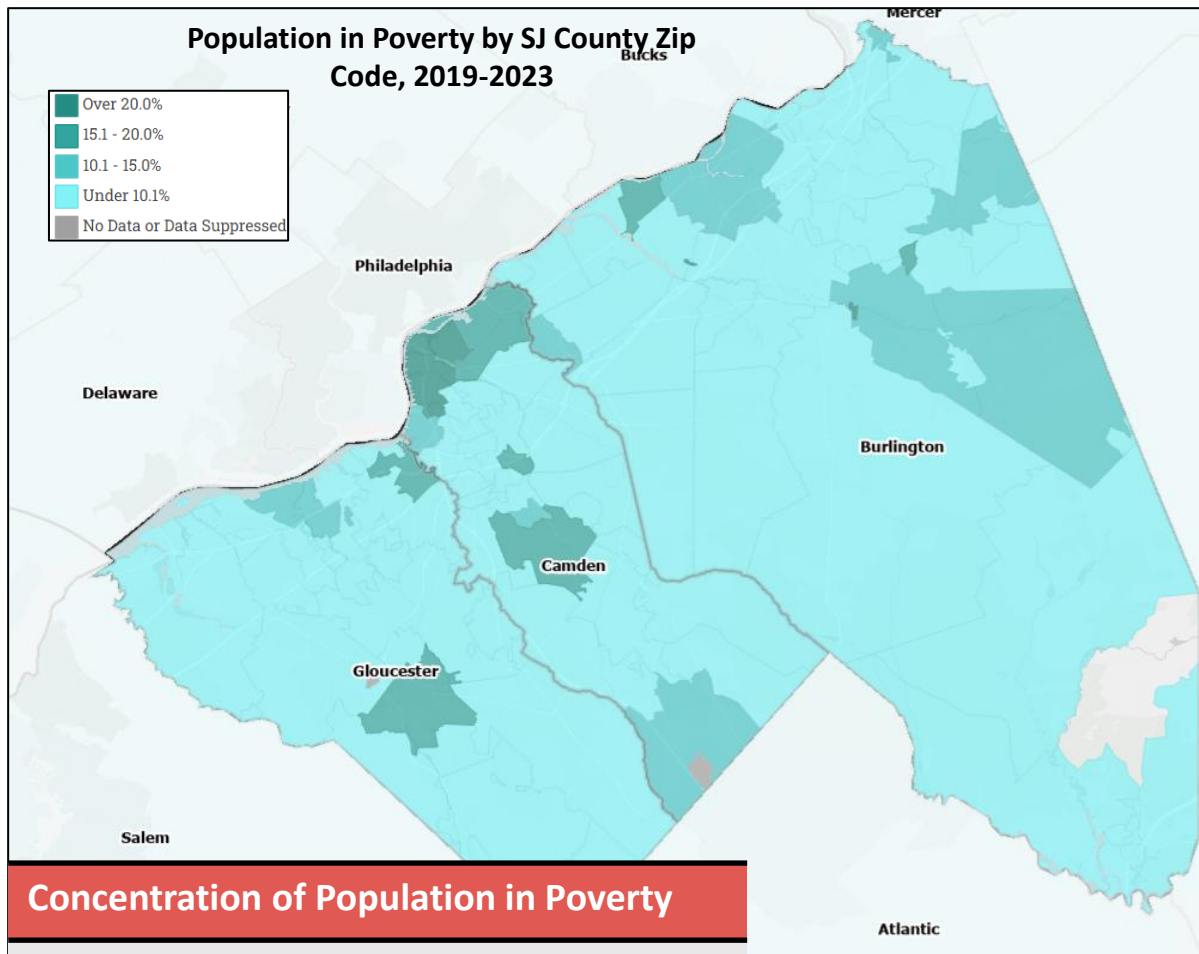 Population in Poverty by SJ County Zip
Code, 2019-2023
Mercer
Bucks
Over 20.0%
15.1 - 20.0%
10.1 - 15.0%
Under 10.1%
No Data or Data Suppressed
Philadelphia
Delaware
Burlington
Camden
Gloucester
Salem
Concentration of Population in Poverty
Atlantic